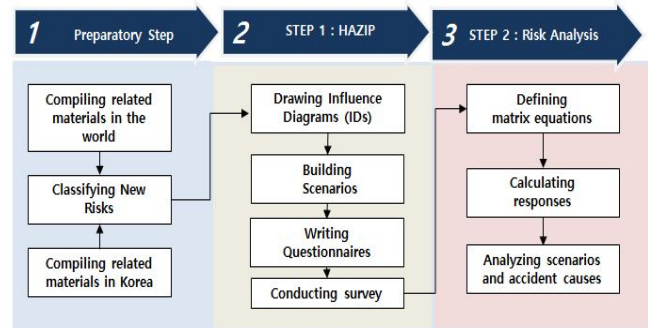 1 Preparatory Step
2 STEP 1 : HAZIP
3 STEP 2 : Risk Analysis
Compiling related
materials in the
world
Classifying New
Risks
Compiling related
materials in Korea
Drawing Influence
Diagrams (IDs)
Building
Scenarios
Writing
Questionnaires
Conducting survey
Defining
matrix equations
Calculating
responses
Analyzing scenarios
and accident causes